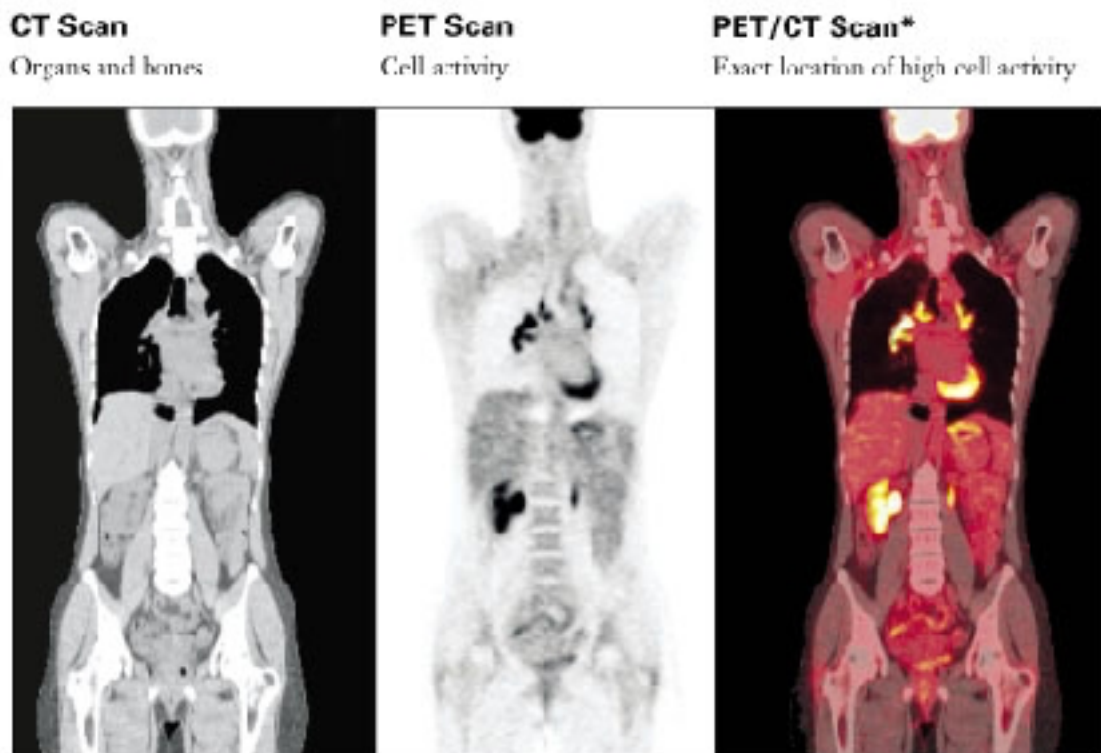 CT Scan
Organs and bones
PET Scan
Cell activity
PET/CT Scan*
Exact location of high cell activity